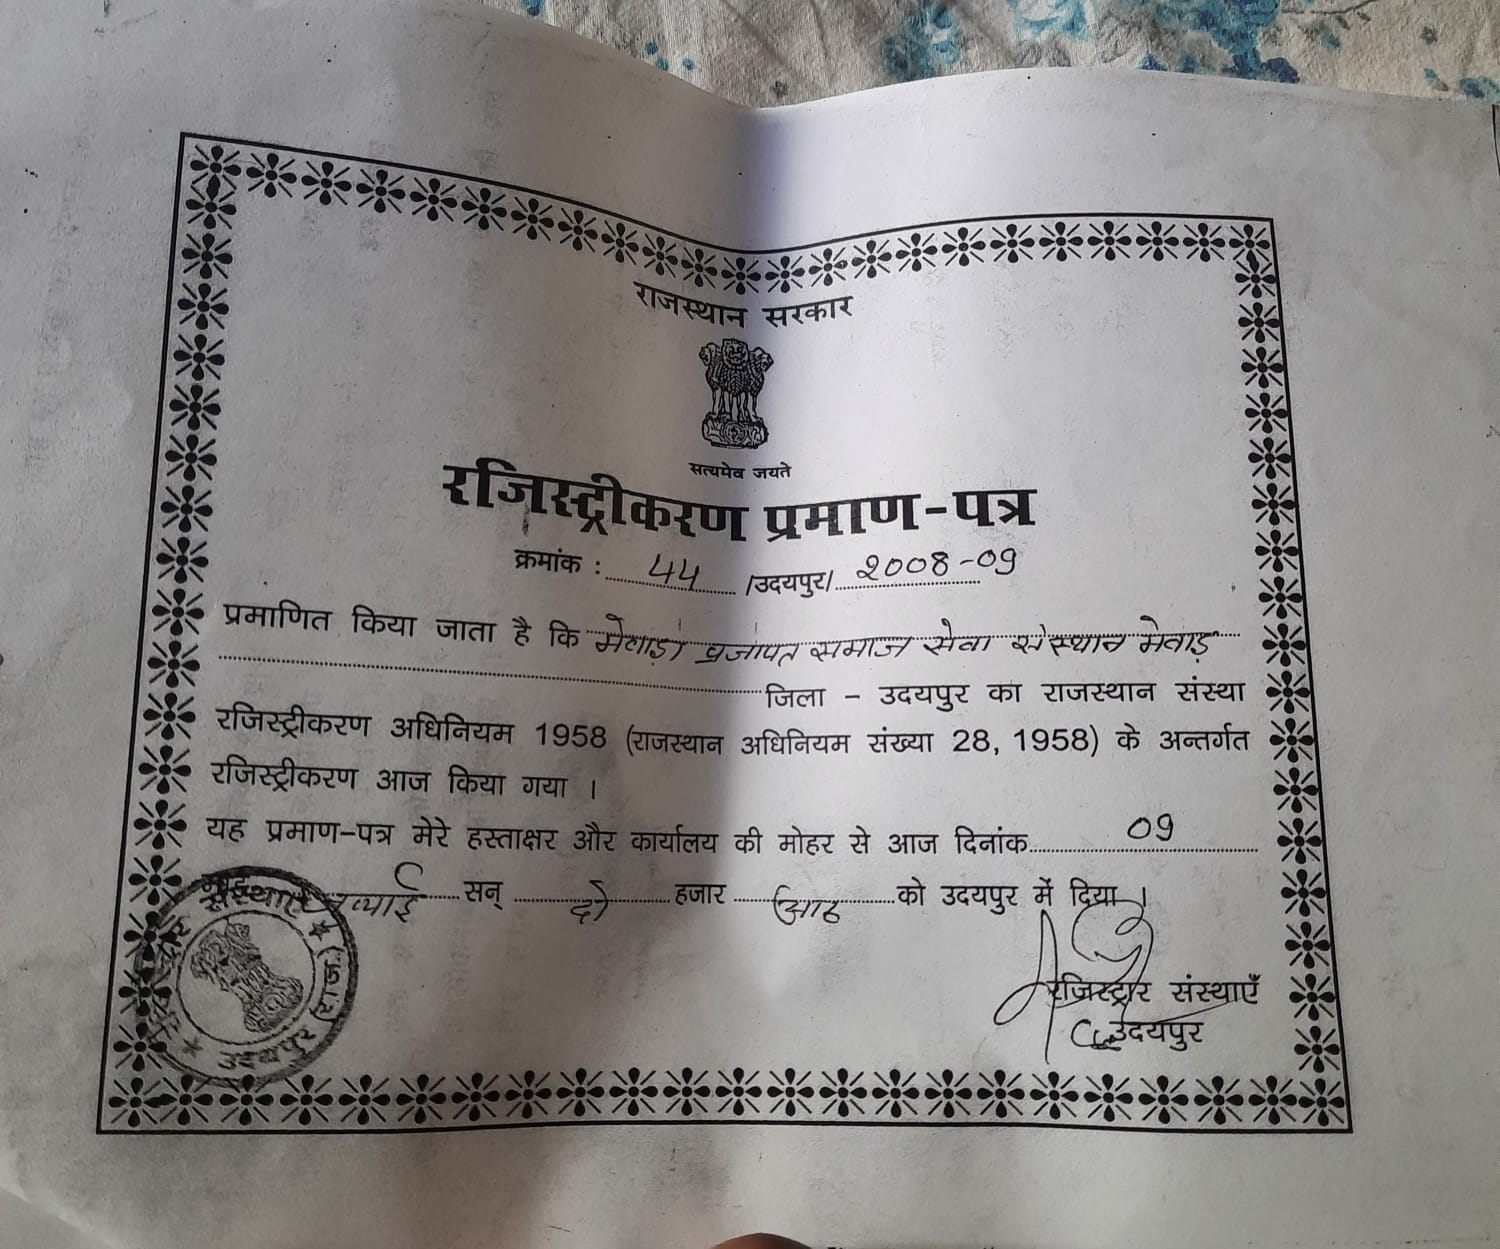 राजस्थान सरकार
सत्यमेव जयते
रजिस्ट्रीकरण प्रमाण-पत्र
क्रमांक : 44 /उदयपुर/ 2008-09
प्रमाणित किया जाता है कि मेवाड़ा प्रजापत समाज सेवा संस्थान मेवाड़
जिला - उदयपुर का राजस्थान संस्था
रजिस्ट्रीकरण अधिनियम 1958 (राजस्थान अधिनियम संख्या 28, 1958) के अन्तर्गत
रजिस्ट्रीकरण आज किया गया ।
यह प्रमाण-पत्र मेरे हस्ताक्षर और कार्यालय की मोहर से आज दिनांक 09
माह जुलाई सन् दो हजार आठ को उदयपुर में दिया ।
रजिस्ट्रार संस्थाएँ
उदयपुर
संस्थाएं
उदयपुर (राज.)